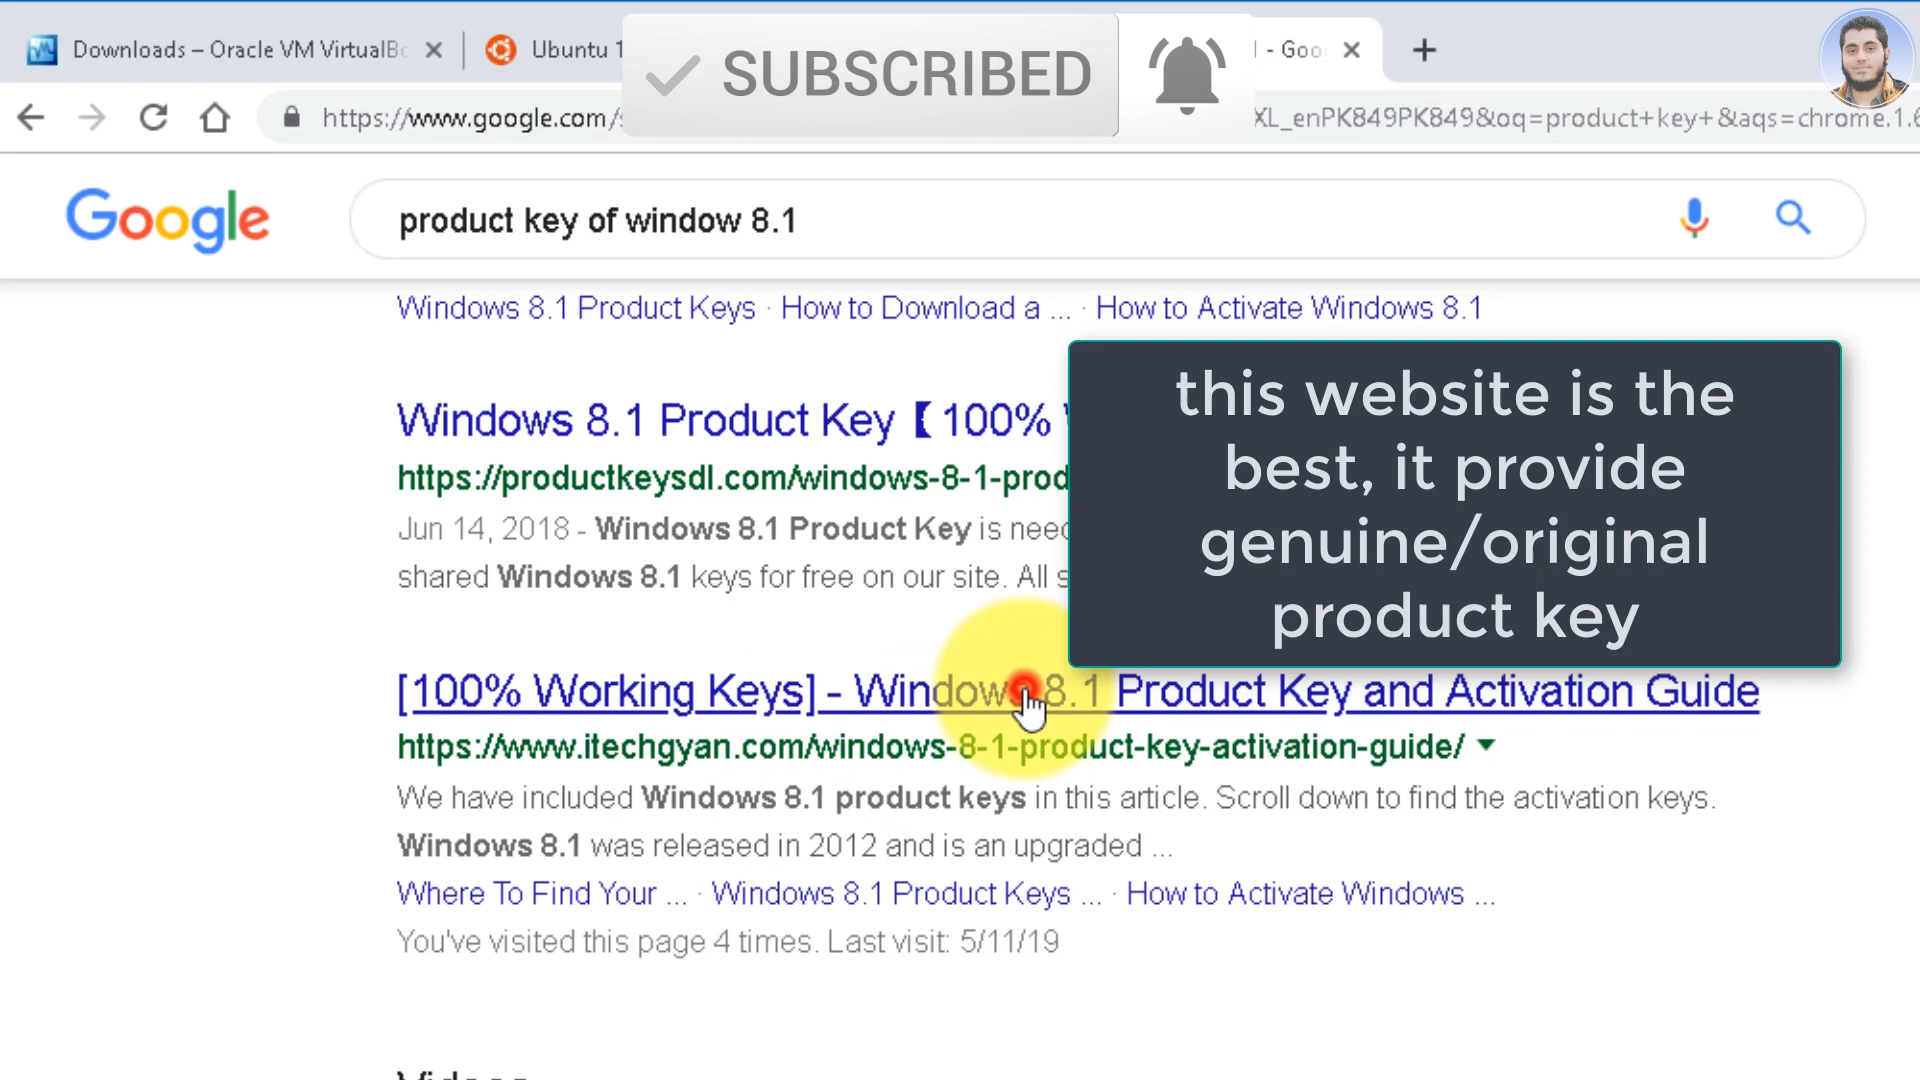 Downloads – Oracle VM VirtualB
Ubuntu 1
SUBSCRIBED
- Goo
https://www.google.com/s
XL_enPK849PK849&oq=product+key+&aqs=chrome.1.6
Google
product key of window 8.1
Windows 8.1 Product Keys · How to Download a ... · How to Activate Windows 8.1
Windows 8.1 Product Key【100%
https://productkeysdl.com/windows-8-1-prod
Jun 14, 2018 - Windows 8.1 Product Key is need
shared Windows 8.1 keys for free on our site. All s
this website is the
best, it provide
genuine/original
product key
[100% Working Keys] - Windows 8.1 Product Key and Activation Guide
https://www.itechgyan.com/windows-8-1-product-key-activation-guide/
We have included Windows 8.1 product keys in this article. Scroll down to find the activation keys.
Windows 8.1 was released in 2012 and is an upgraded ...
Where To Find Your ... · Windows 8.1 Product Keys ... · How to Activate Windows ...
You've visited this page 4 times. Last visit: 5/11/19